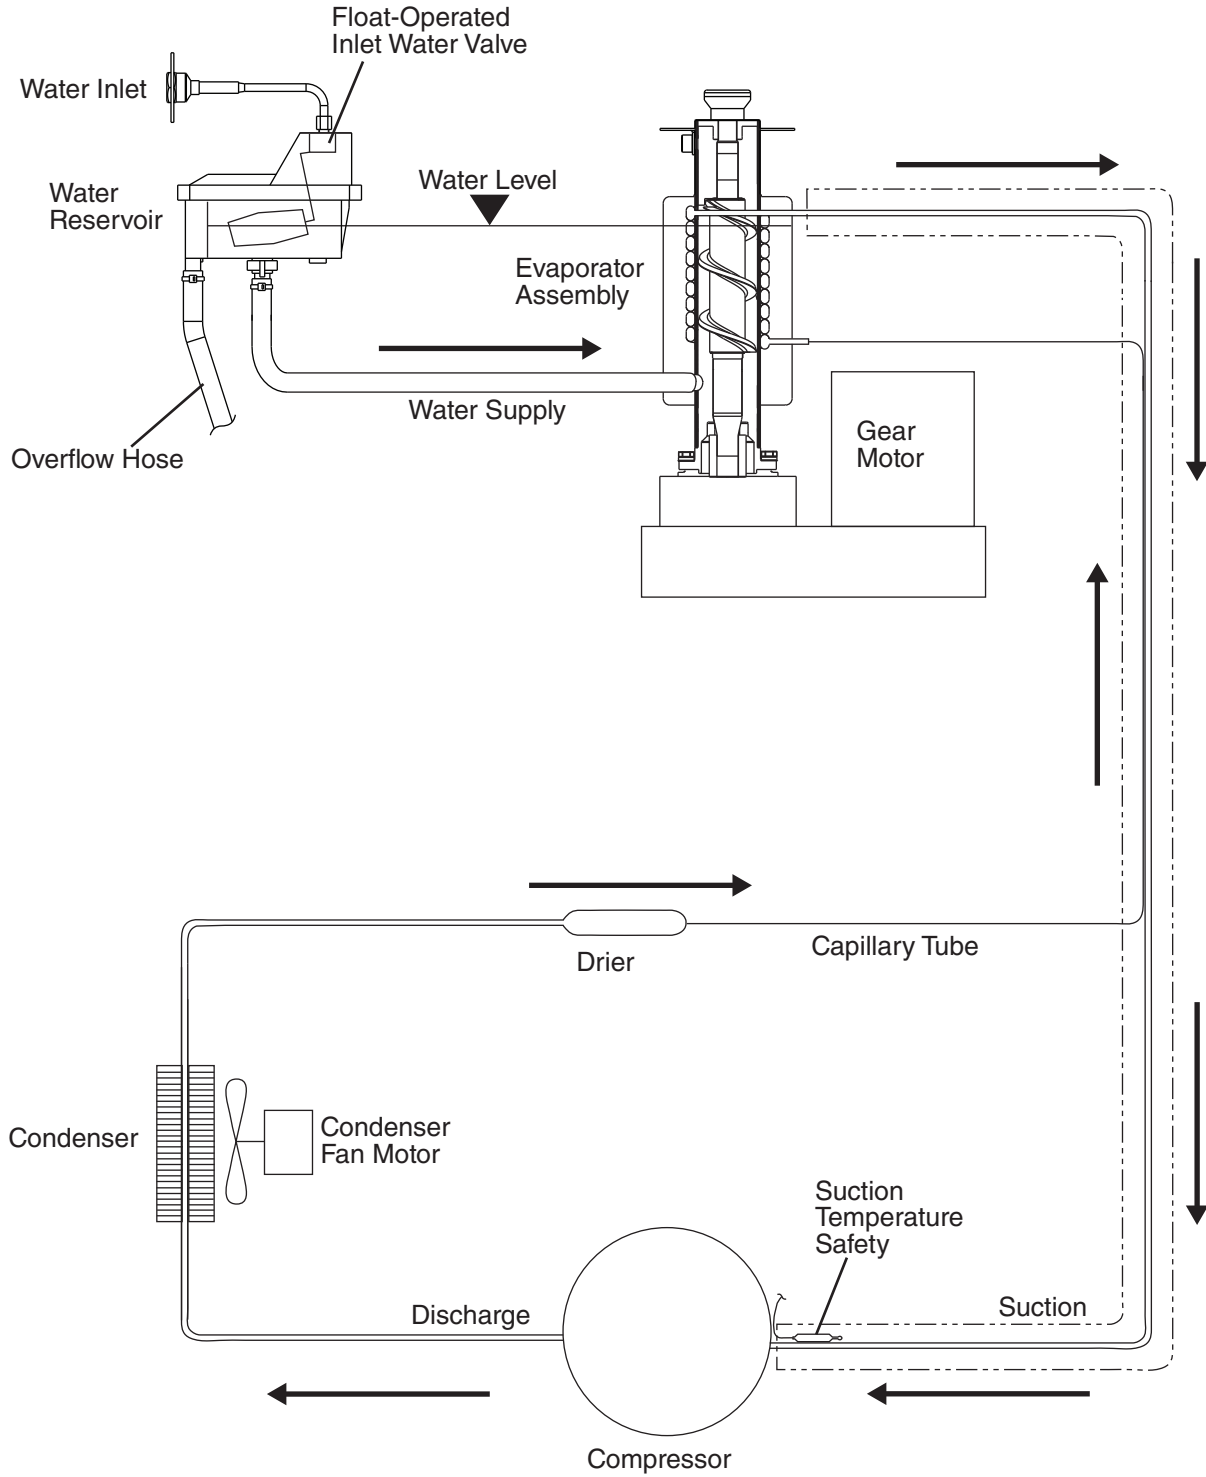 Float-Operated
Inlet Water Valve
Water Inlet
Water
Reservoir
Water Level
Evaporator
Assembly
Water Supply
Overflow Hose
Gear
Motor
Drier
Capillary Tube
Condenser
Condenser
Fan Motor
Suction
Temperature
Safety
Discharge
Suction
Compressor